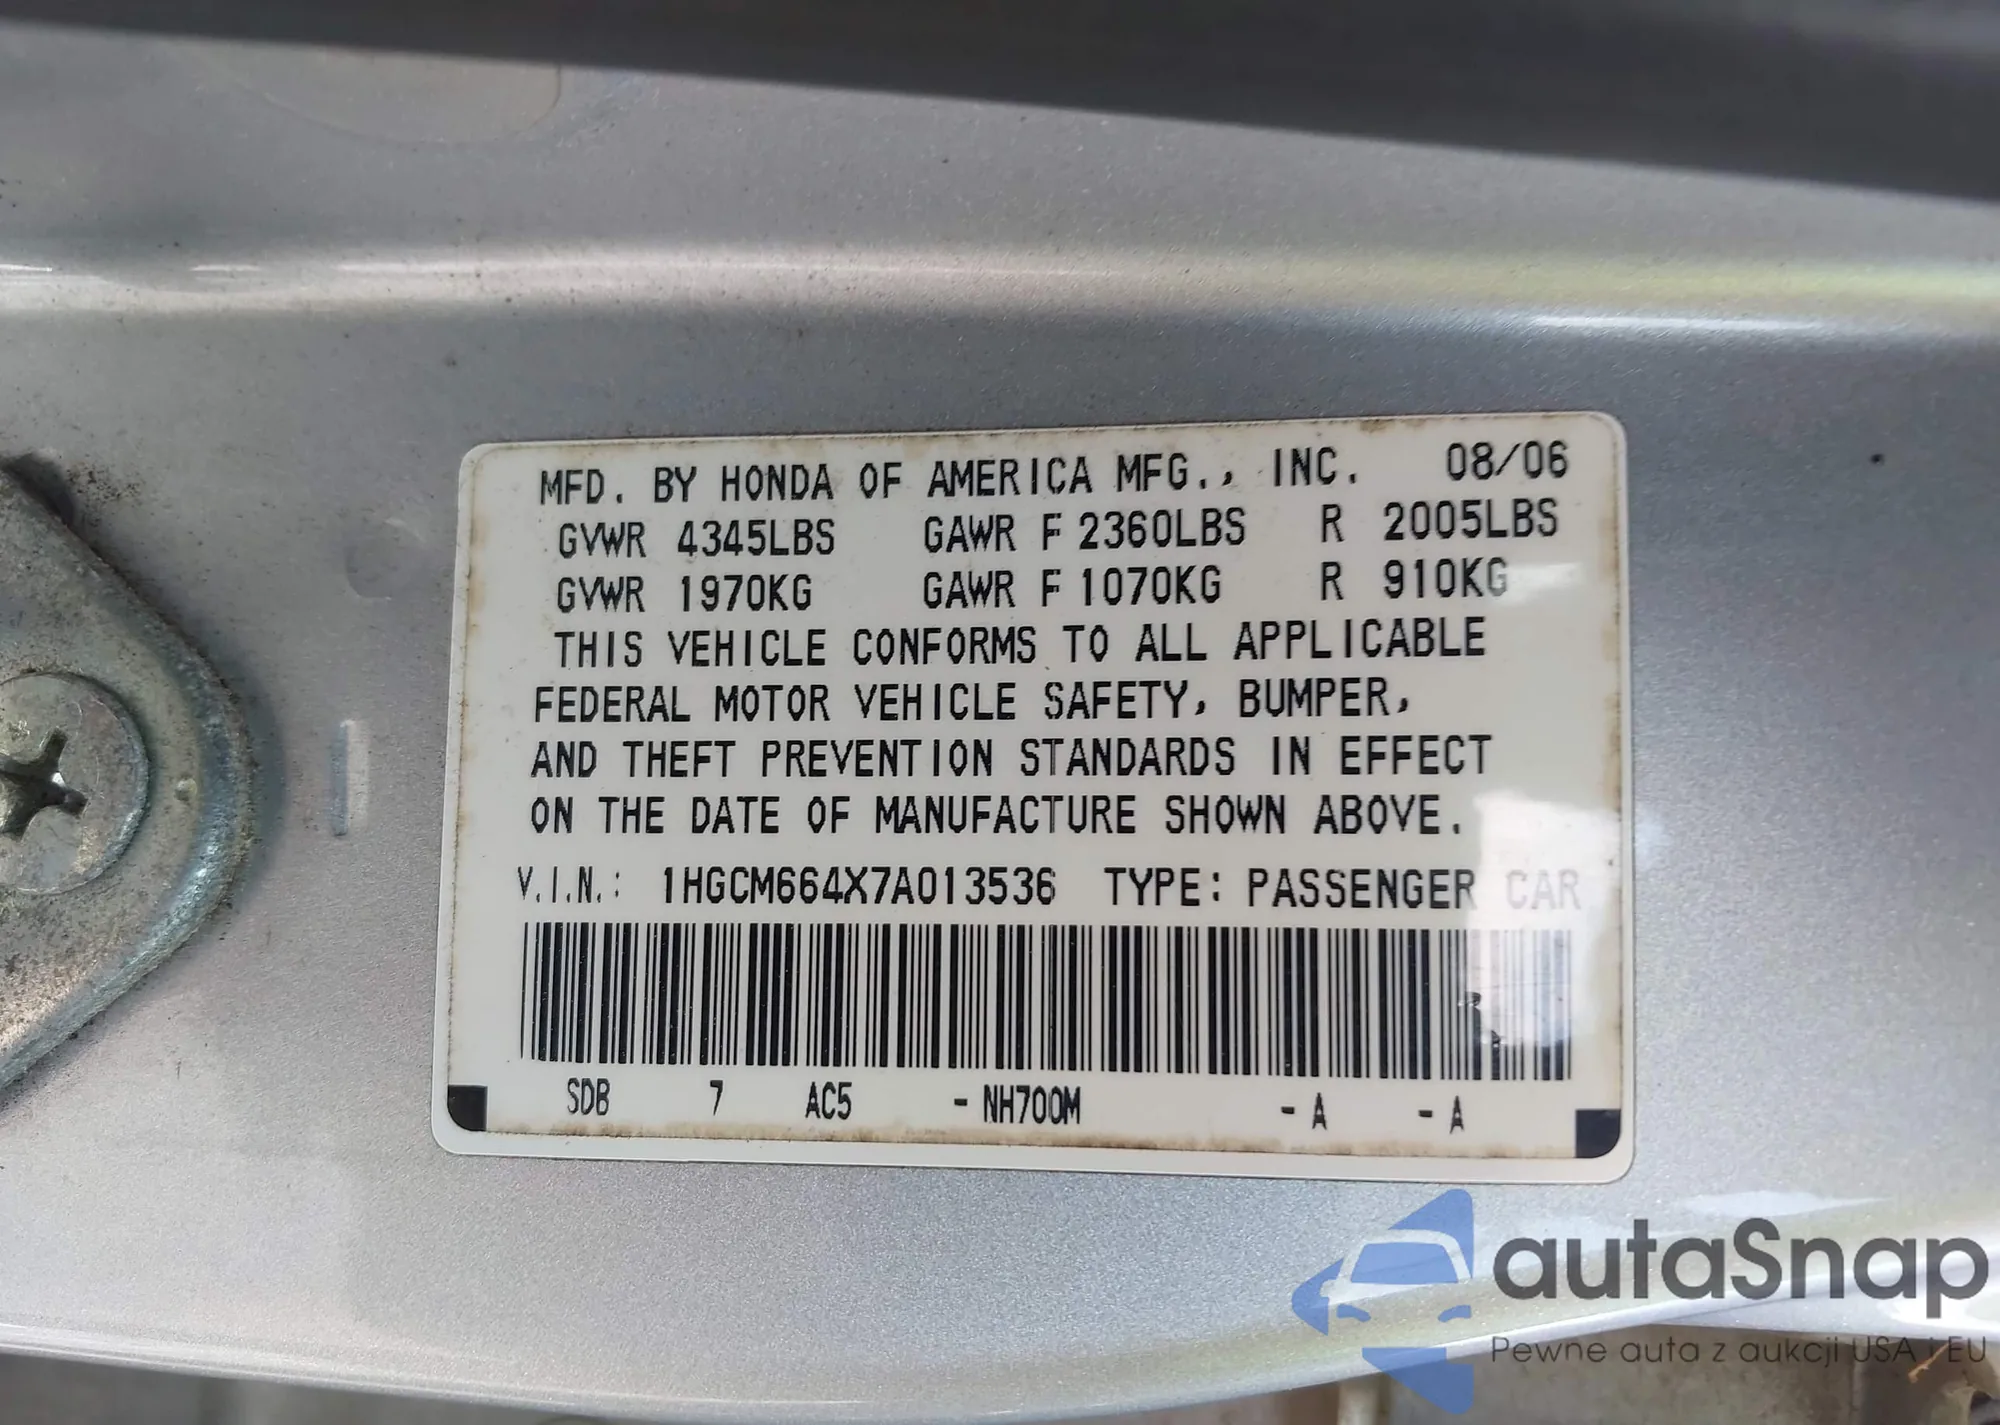 MFD. BY HONDA OF AMERICA MFG., INC. 08/06
GVWR 4345LBS GAWR F 2360LBS R 2005LBS
GVWR 1970KG GAWR F 1070KG R 910KG
THIS VEHICLE CONFORMS TO ALL APPLICABLE
FEDERAL MOTOR VEHICLE SAFETY, BUMPER,
AND THEFT PREVENTION STANDARDS IN EFFECT
ON THE DATE OF MANUFACTURE SHOWN ABOVE.
V.I.N.: 1HGCM664X7A013536 TYPE: PASSENGER CAR
SDB 7 AC5 - NH700M - A - A
autaSnap
Pewne auta z aukcji USA i EU